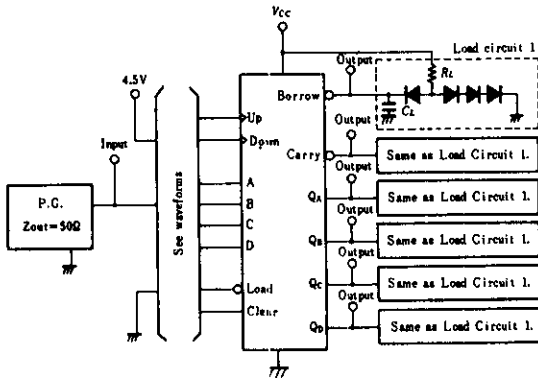 Vcc
Output
Load circuit 1
RL
4.5V
Borrow
CL
Up
Output
Down
Input
Carry
Same as Load Circuit 1.
Output
P.G.
Zout=50Ω
See waveforms
A
QA
Same as Load Circuit 1.
B
Output
C
QB
Same as Load Circuit 1.
D
Output
Load
QC
Same as Load Circuit 1.
Clear
Output
QD
Same as Load Circuit 1.